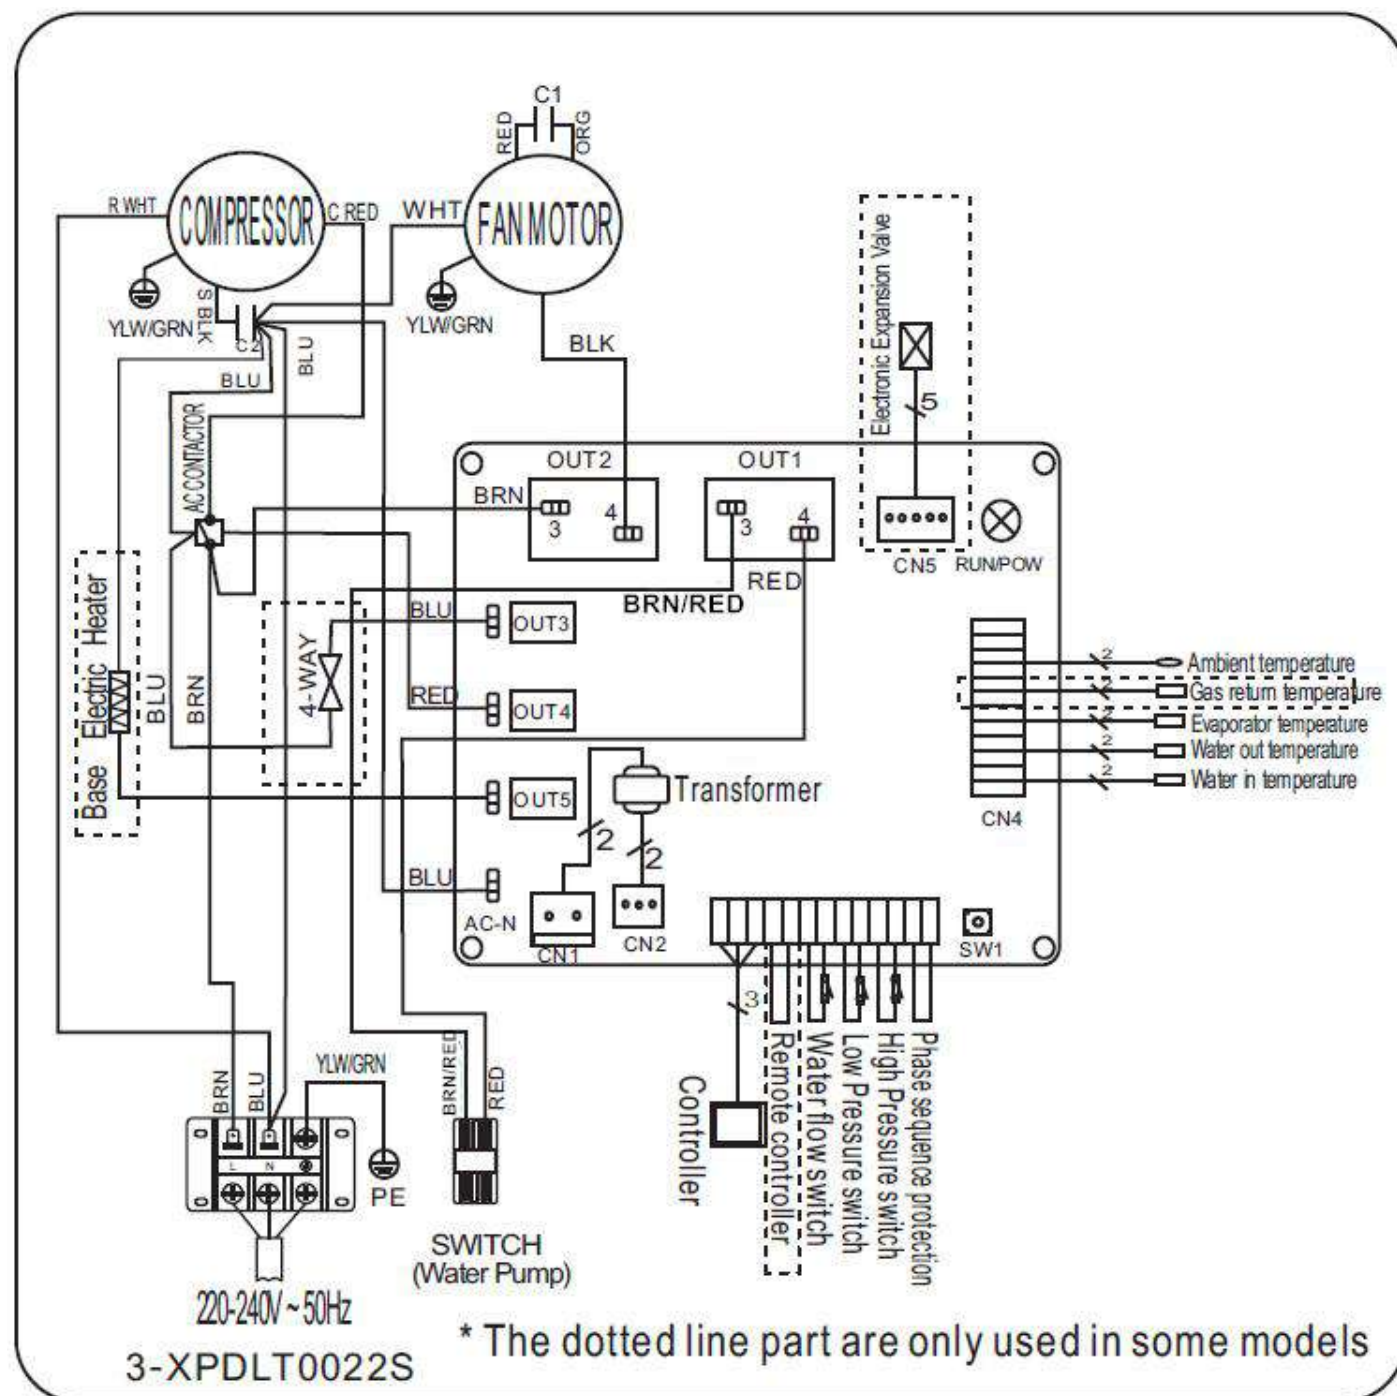 C1
RED
ORG
R WHT
COMPRESSOR
C RED
WHT
FAN MOTOR
YLW/GRN
S BLK
C2
YLW/GRN
BLU
BLU
BLK
Electronic Expansion Valve
5
AC CONTACTOR
OUT2
OUT1
BRN
3
4
3
4
CN5
RUN/POW
RED
BRN/RED
BLU
OUT3
Base Electric Heater
BLU
BRN
4-WAY
RED
OUT4
2
Ambient temperature
2
Gas return temperature
2
Evaporator temperature
2
Water out temperature
2
Water in temperature
CN4
OUT5
Transformer
2
2
BLU
AC-N
CN1
CN2
SW1
3
Controller
Remote controller
Water flow switch
Low Pressure switch
High Pressure switch
Phase sequence protection
BRN
BLU
YLW/GRN
BRN/RED
RED
L
N
PE
SWITCH
(Water Pump)
220-240V ~ 50Hz
3-XPDLT0022S
* The dotted line part are only used in some models